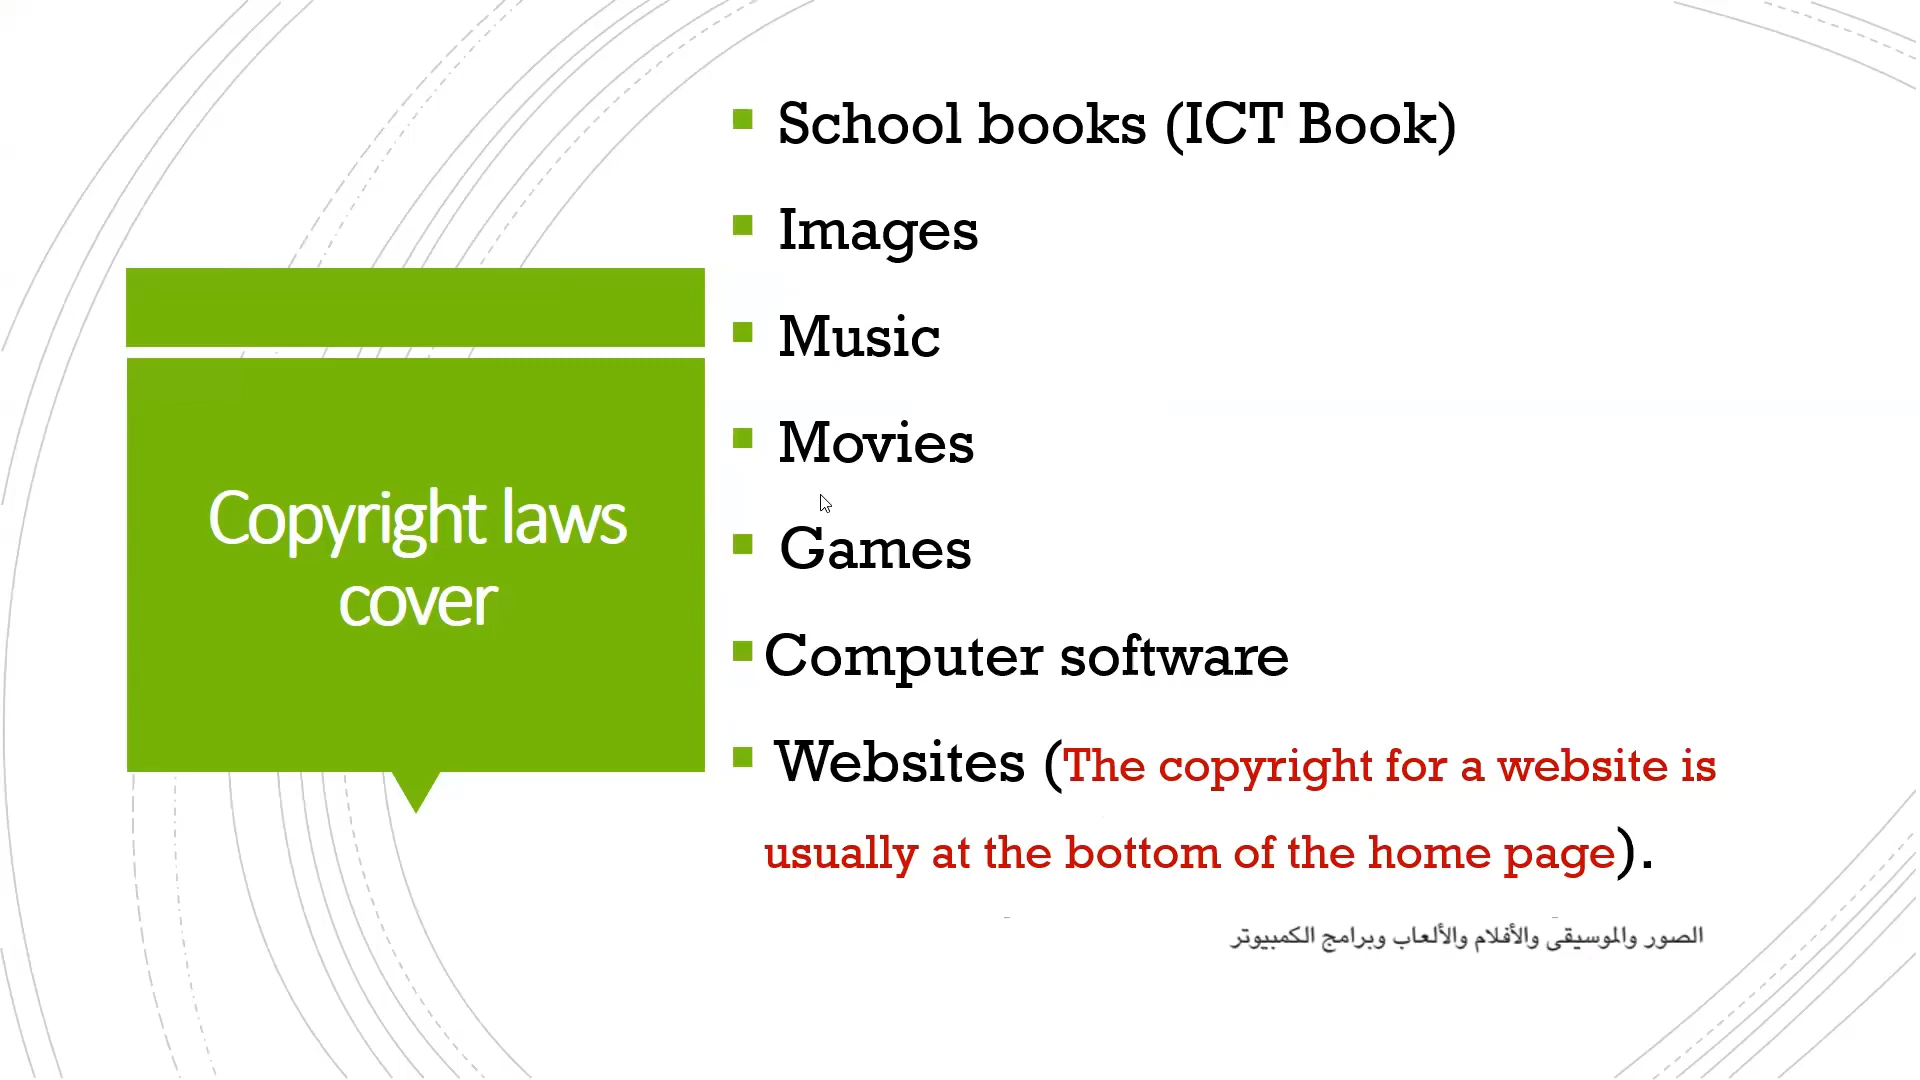 Copyright laws
cover
School books (ICT Book)
Images
Music
Movies
Games
Computer software
Websites (The copyright for a website is
usually at the bottom of the home page).
الصور والموسيقى والأفلام والألعاب وبرامج الكمبيوتر